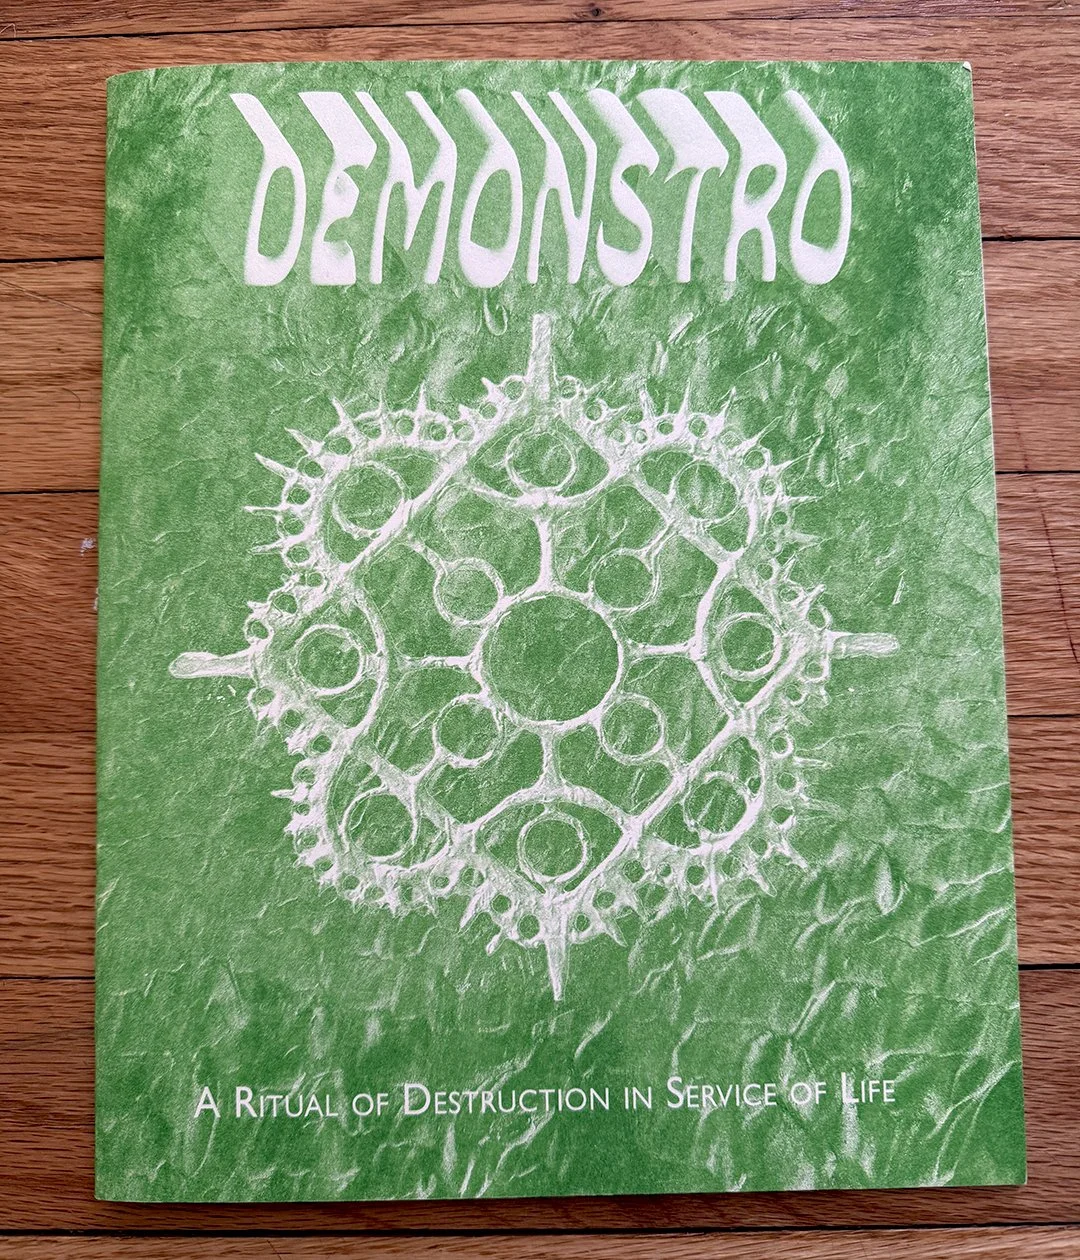 DEMONSTRO
A RITUAL OF DESTRUCTION IN SERVICE OF LIFE